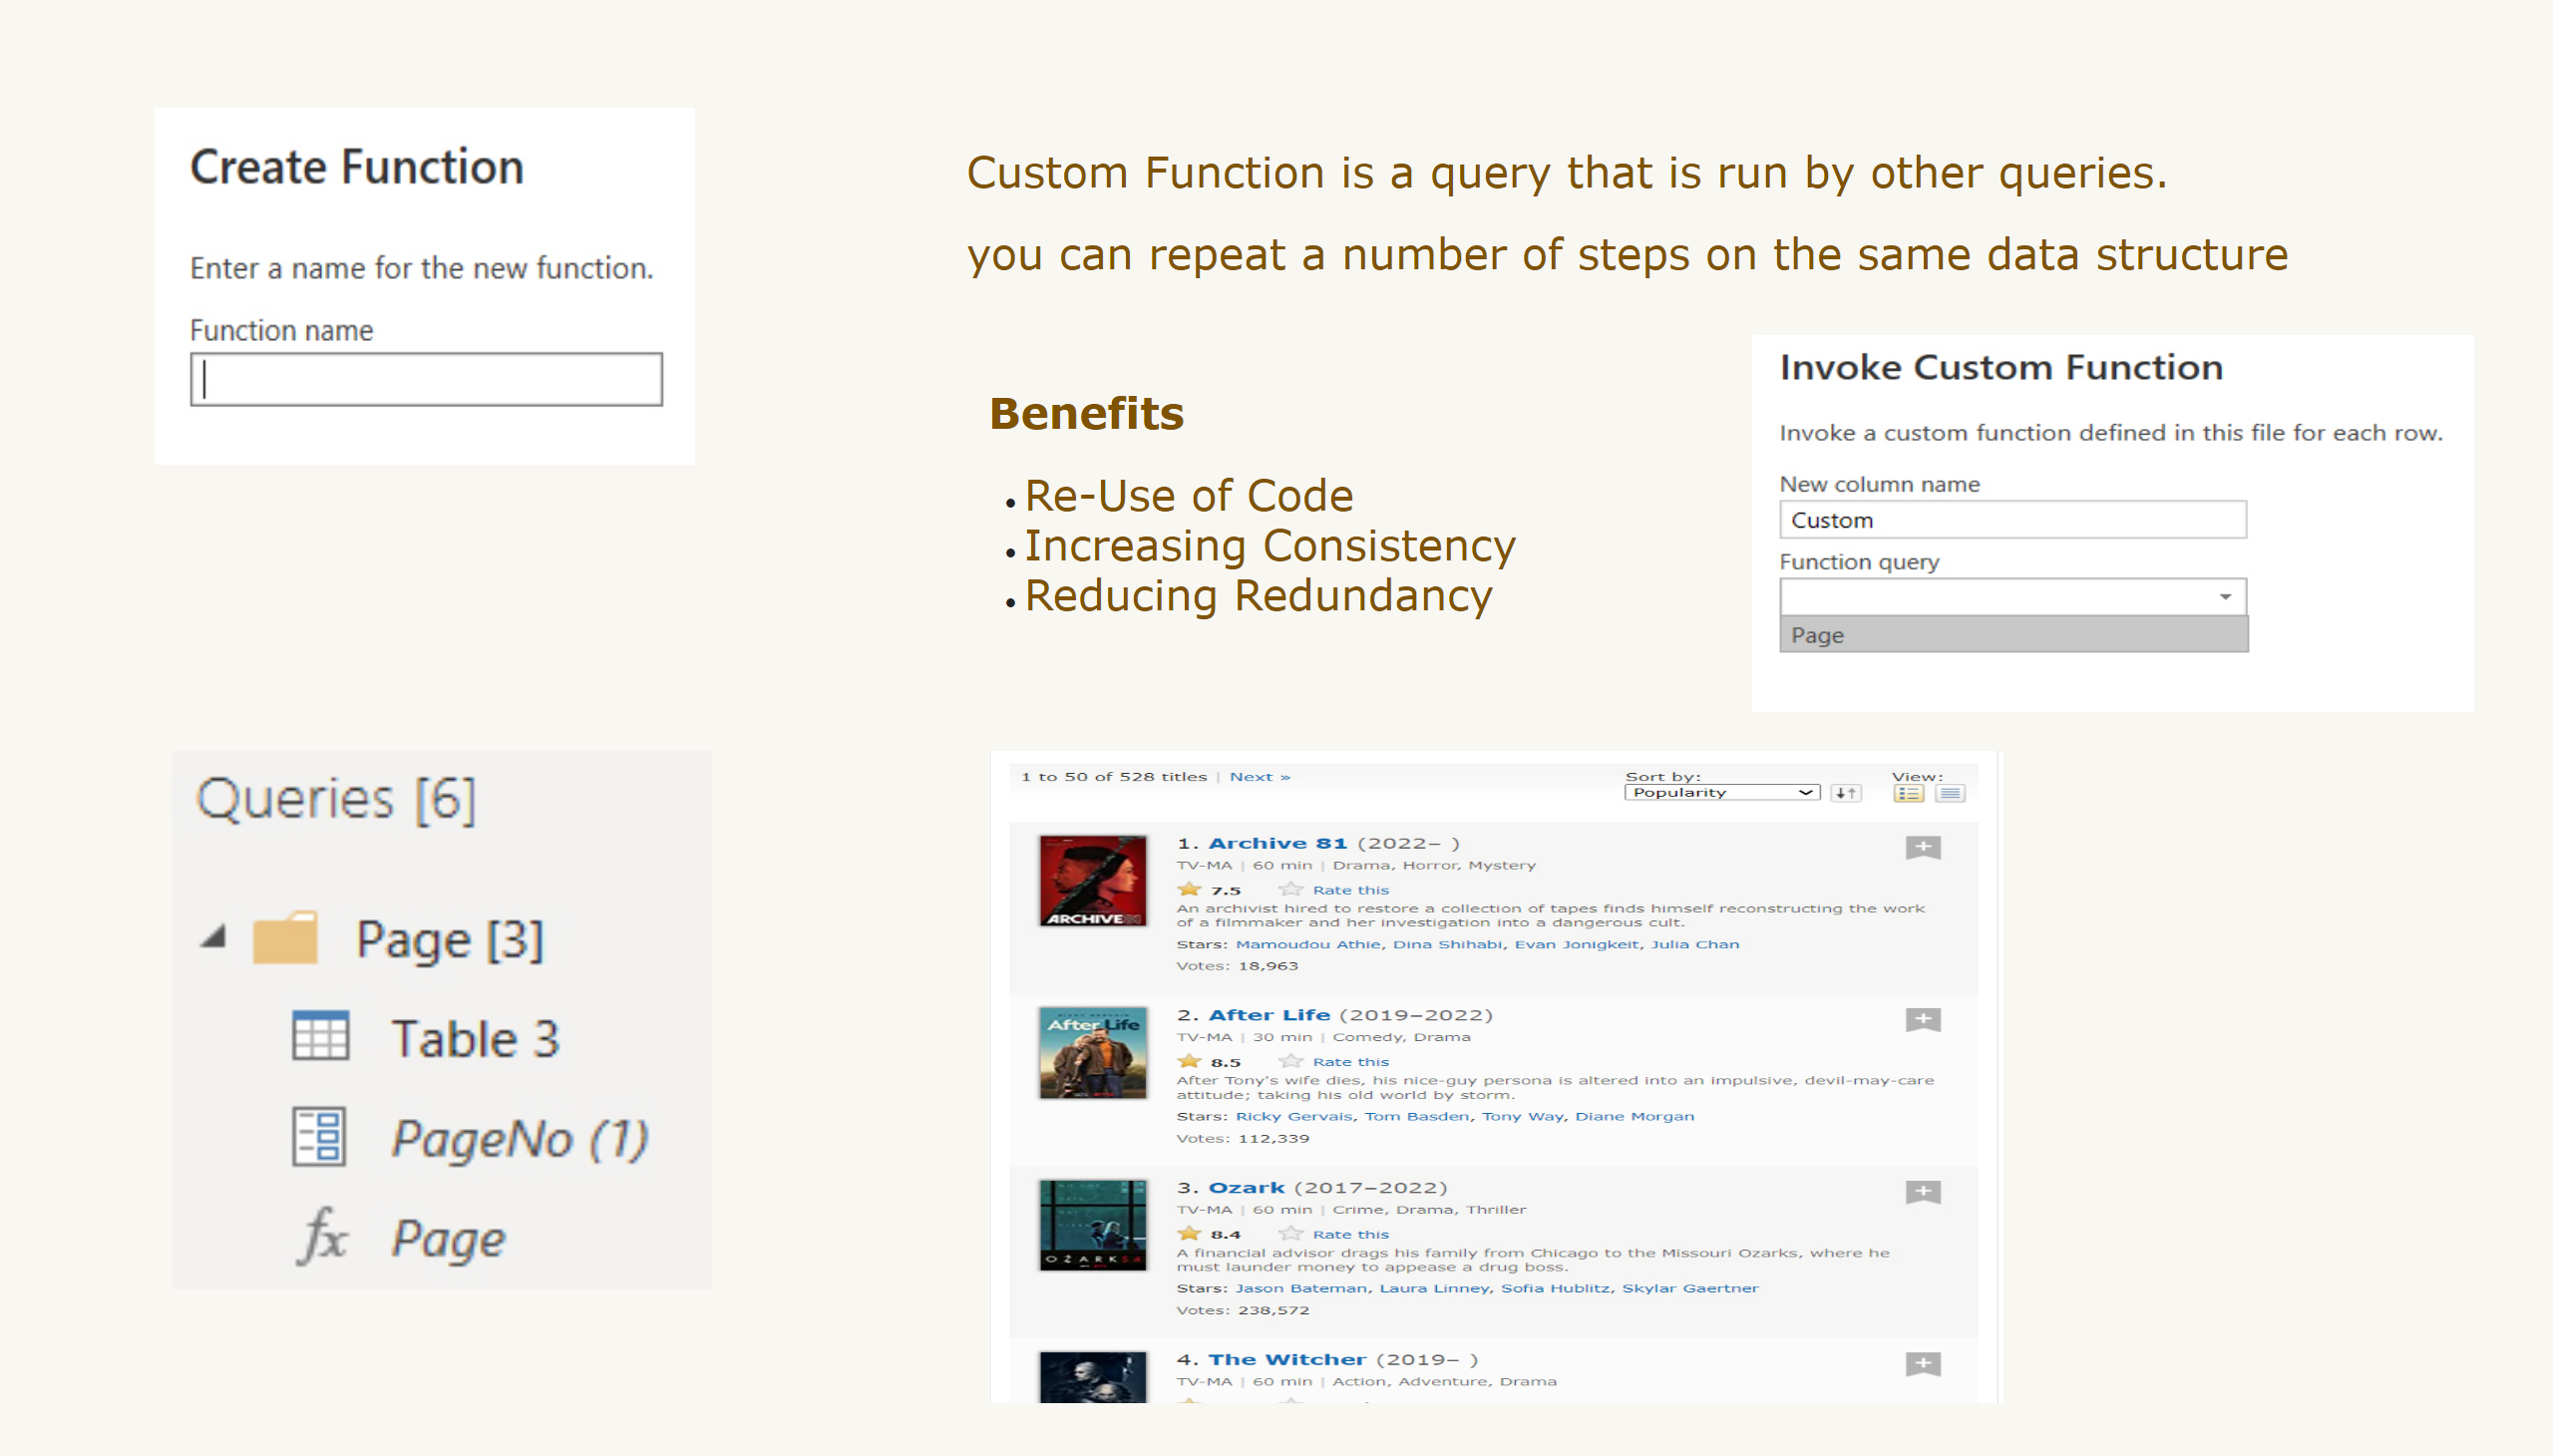 Create Function
Enter a name for the new function.
Function name
Custom Function is a query that is run by other queries.
you can repeat a number of steps on the same data structure
Benefits
• Re-Use of Code
• Increasing Consistency
• Reducing Redundancy
Invoke Custom Function
Invoke a custom function defined in this file for each row.
New column name
Custom
Function query
Page
Queries [6]
Page [3]
Table 3
PageNo (1)
fx Page
1 to 50 of 528 titles | Next »
Sort by:
Popularity
View:
ARCHIVE
1. Archive 81 (2022– )
TV-MA | 60 min | Drama, Horror, Mystery
7.5 Rate this
An archivist hired to restore a collection of tapes finds himself reconstructing the work
of a filmmaker and her investigation into a dangerous cult.
Stars: Mamoudou Athie, Dina Shihabi, Evan Jonigkeit, Julia Chan
Votes: 18,963
After Life
2. After Life (2019–2022)
TV-MA | 30 min | Comedy, Drama
8.5 Rate this
After Tony's wife dies, his nice-guy persona is altered into an impulsive, devil-may-care
attitude; taking his old world by storm.
Stars: Ricky Gervais, Tom Basden, Tony Way, Diane Morgan
Votes: 112,339
OZARK
3. Ozark (2017–2022)
TV-MA | 60 min | Crime, Drama, Thriller
8.4 Rate this
A financial advisor drags his family from Chicago to the Missouri Ozarks, where he
must launder money to appease a drug boss.
Stars: Jason Bateman, Laura Linney, Sofia Hublitz, Skylar Gaertner
Votes: 238,572
4. The Witcher (2019– )
TV-MA | 60 min | Action, Adventure, Drama